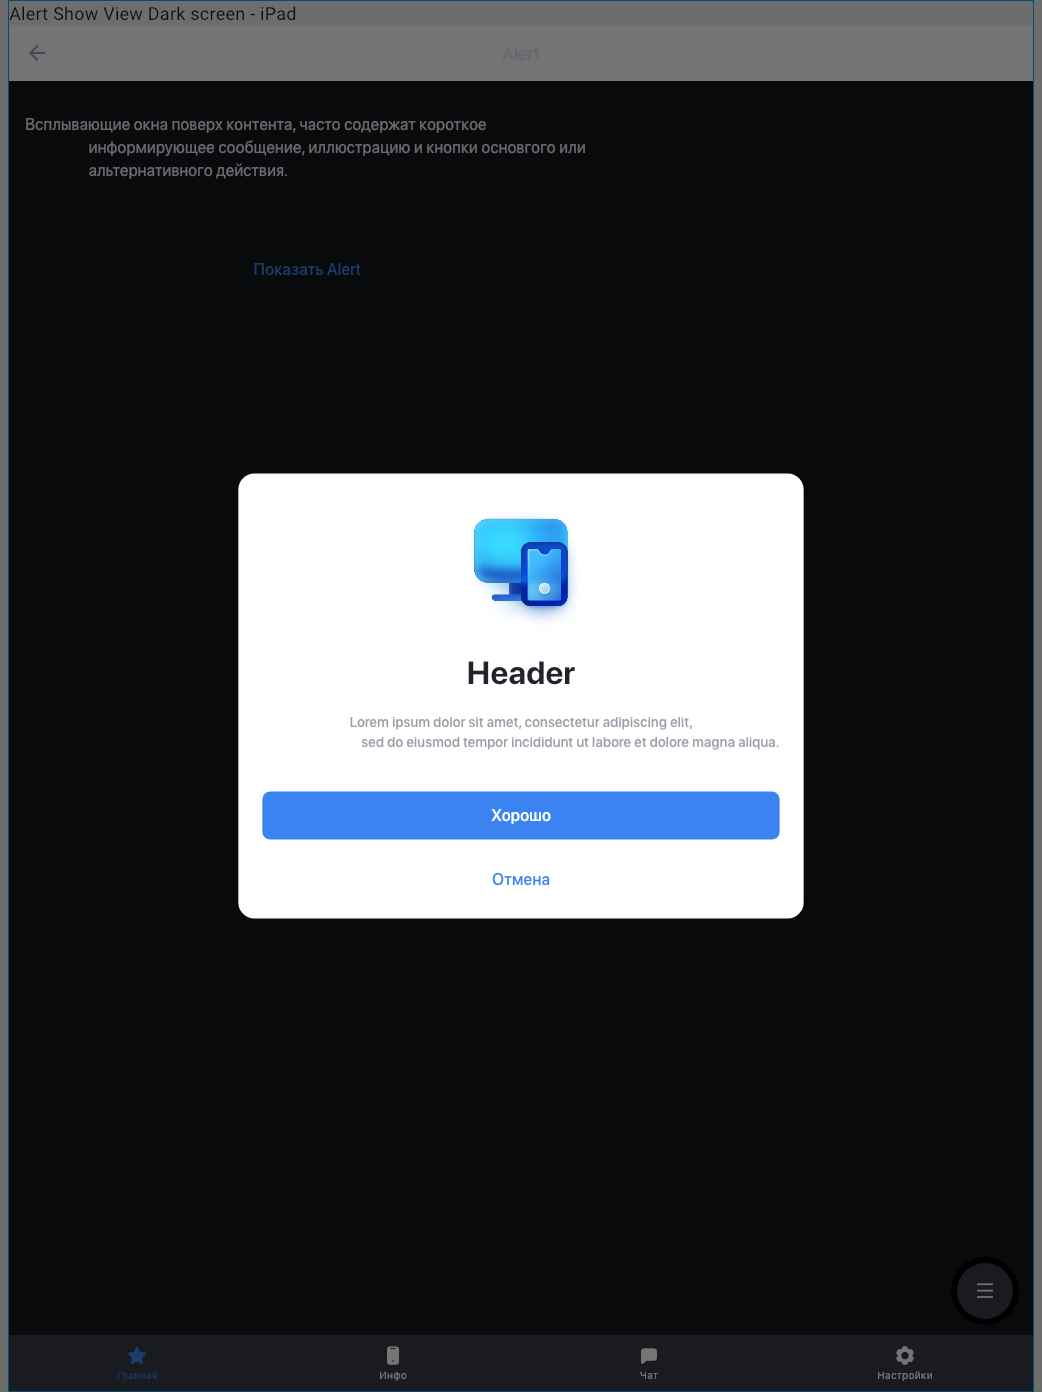 Alert Show View Dark screen - iPad
Alert
Всплывающие окна поверх контента, часто содержат короткое
информирующее сообщение, иллюстрацию и кнопки основгого или
альтернативного действия.
Показать Alert
Header
Lorem ipsum dolor sit amet, consectetur adipiscing elit,
sed do eiusmod tempor incididunt ut labore et dolore magna aliqua.
Хорошо
Отмена
Главная
Инфо
Чат
Настройки